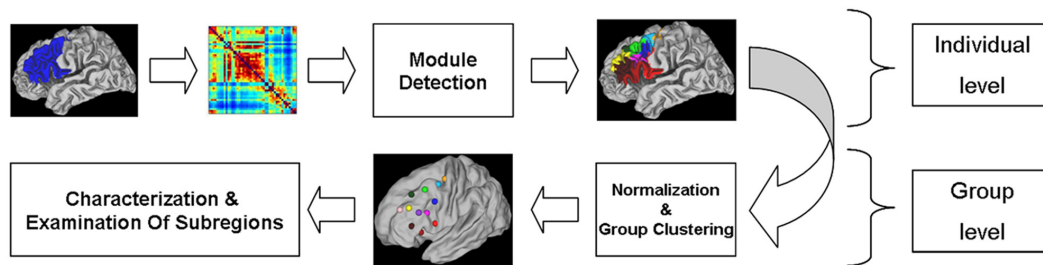 Module
Detection
Individual
level
Characterization &
Examination Of Subregions
Normalization
&
Group Clustering
Group
level